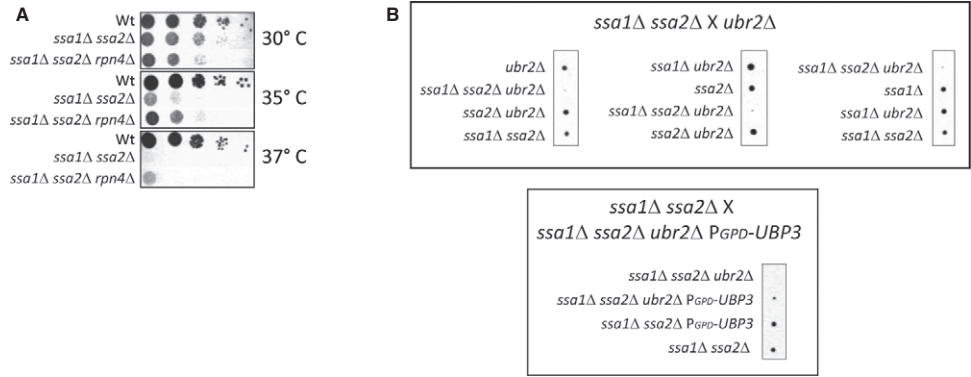 A
Wt
ssa1Δ ssa2Δ
ssa1Δ ssa2Δ rpn4Δ
30° C
Wt
ssa1Δ ssa2Δ
ssa1Δ ssa2Δ rpn4Δ
35° C
Wt
ssa1Δ ssa2Δ
ssa1Δ ssa2Δ rpn4Δ
37° C
B
ssa1Δ ssa2Δ X ubr2Δ
ubr2Δ
ssa1Δ ssa2Δ ubr2Δ
ssa2Δ ubr2Δ
ssa1Δ ssa2Δ
ssa1Δ ubr2Δ
ssa2Δ
ssa1Δ ssa2Δ ubr2Δ
ssa2Δ ubr2Δ
ssa1Δ ssa2Δ ubr2Δ
ssa1Δ
ssa1Δ ubr2Δ
ssa1Δ ssa2Δ
ssa1Δ ssa2Δ X
ssa1Δ ssa2Δ ubr2Δ PGPD-UBP3
ssa1Δ ssa2Δ ubr2Δ
ssa1Δ ssa2Δ ubr2Δ PGPD-UBP3
ssa1Δ ssa2Δ PGPD-UBP3
ssa1Δ ssa2Δ